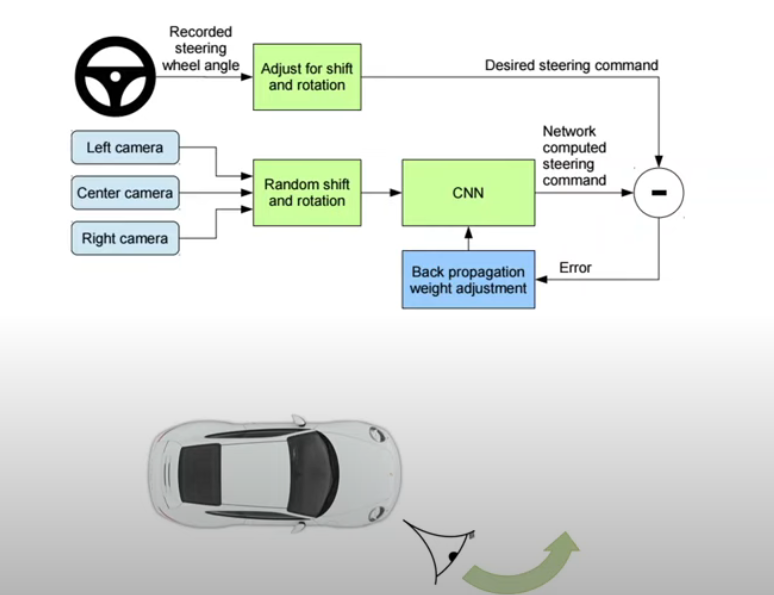 Recorded
steering
wheel angle
Adjust for shift
and rotation
Desired steering command
Left camera
Center camera
Right camera
Random shift
and rotation
CNN
Network
computed
steering
command
-
Back propagation
weight adjustment
Error